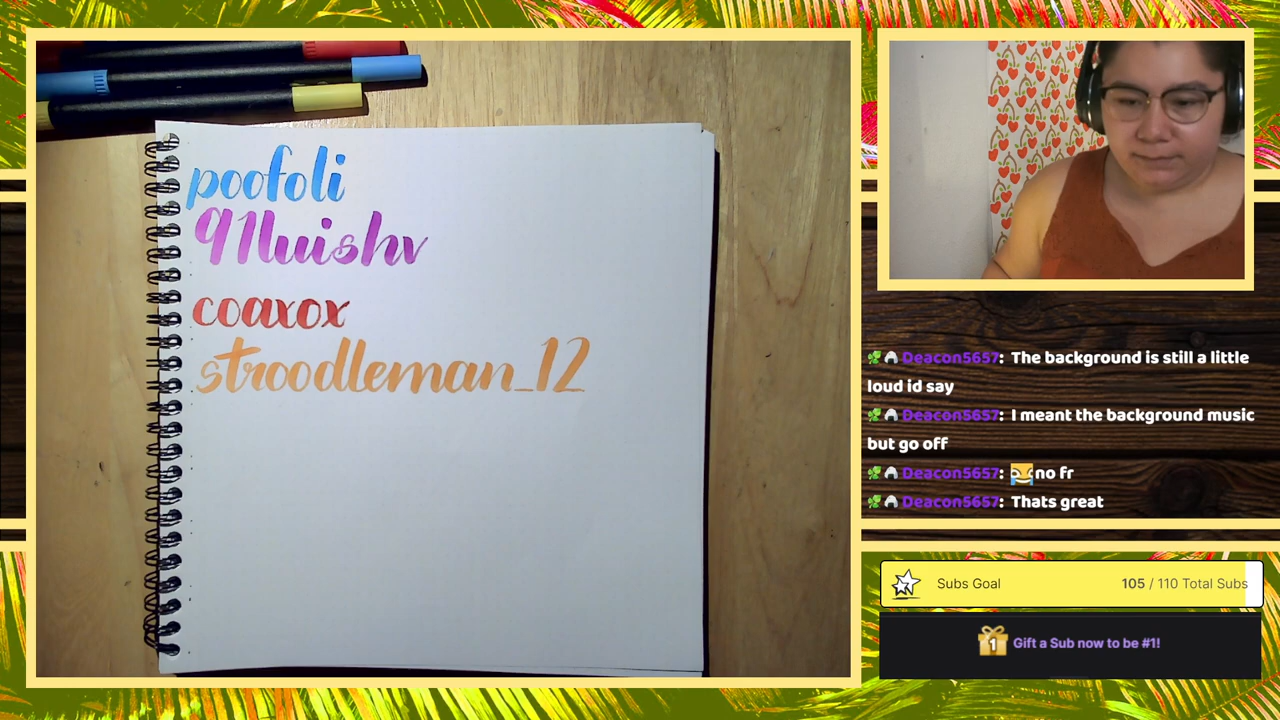 poofoli
91luishv
coaxox
stroodleman_12
Deacon5657: The background is still a little
loud id say
Deacon5657: I meant the background music
but go off
Deacon5657: no fr
Deacon5657: Thats great
Subs Goal 105 / 110 Total Subs
1 Gift a Sub now to be #1!